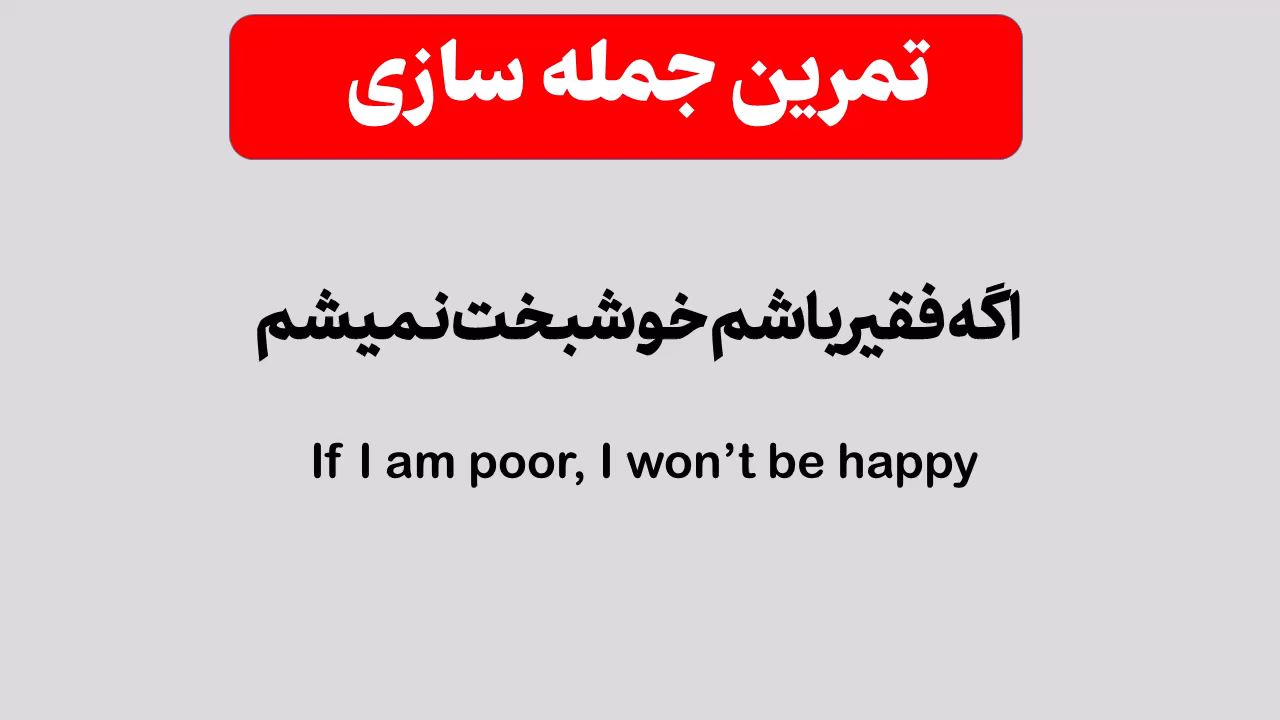 تمرین جمله سازی
اگه فقیر باشم خوشبخت نمیشم
If I am poor, I won’t be happy